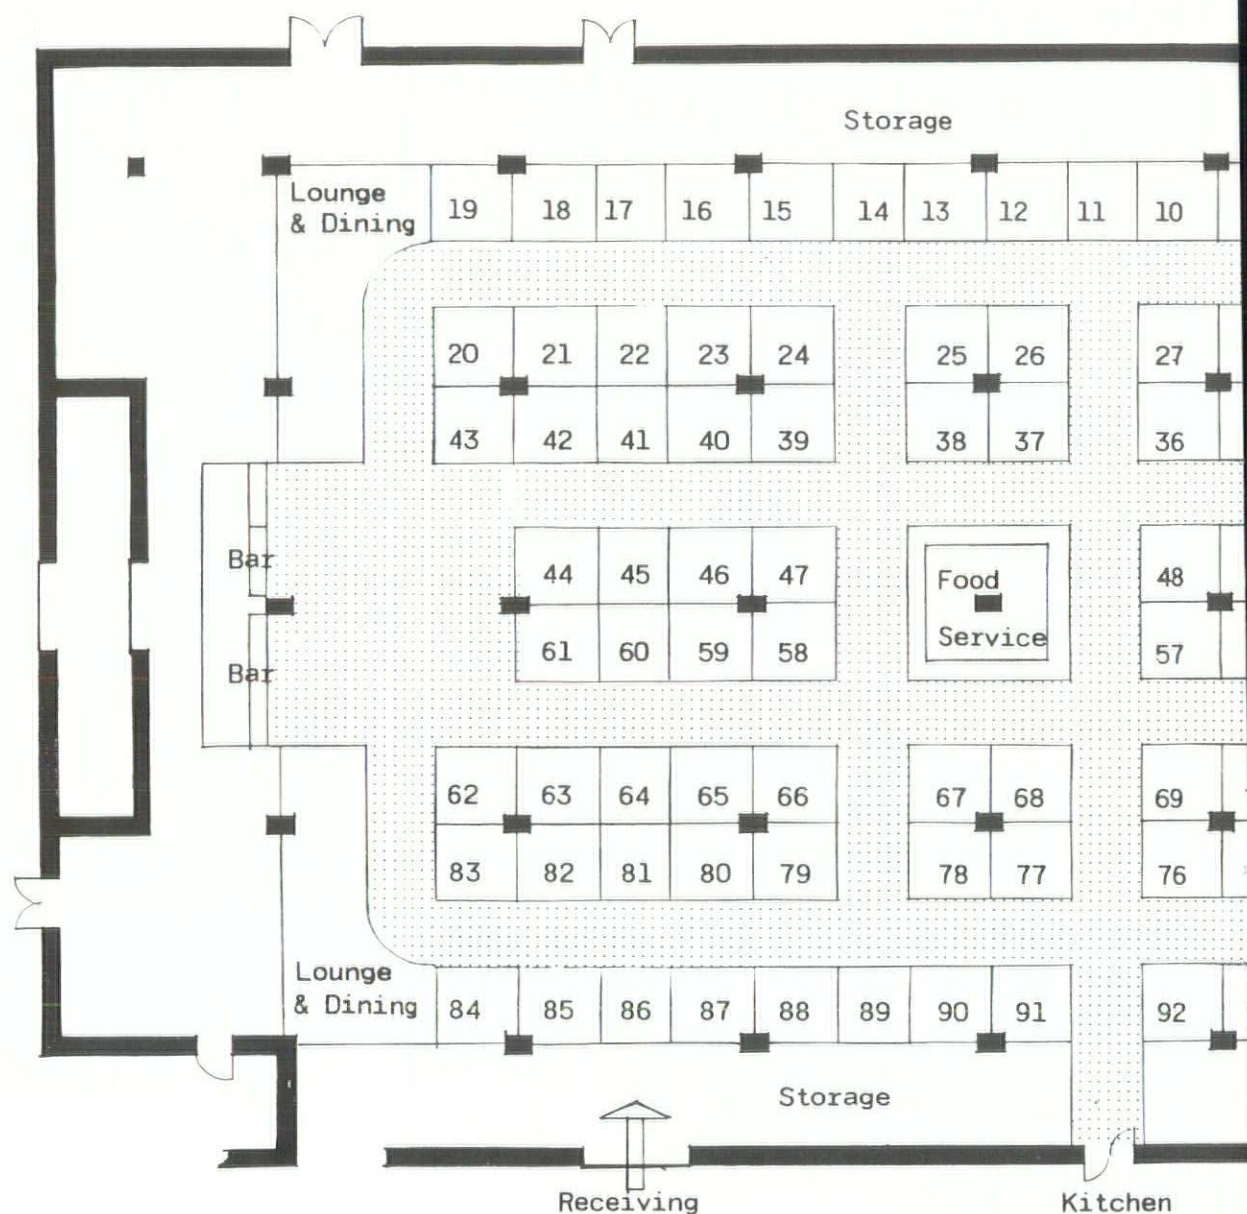 Storage
Lounge
& Dining
19 18 17 16 15 14 13 12 11 10
20 21 22 23 24 25 26 27
43 42 41 40 39 38 37 36
Bar
44 45 46 47 Food 48
61 60 59 58 Service 57
Bar
62 63 64 65 66 67 68 69
83 82 81 80 79 78 77 76
Lounge
& Dining
84 85 86 87 88 89 90 91 92
Storage
Receiving Kitchen